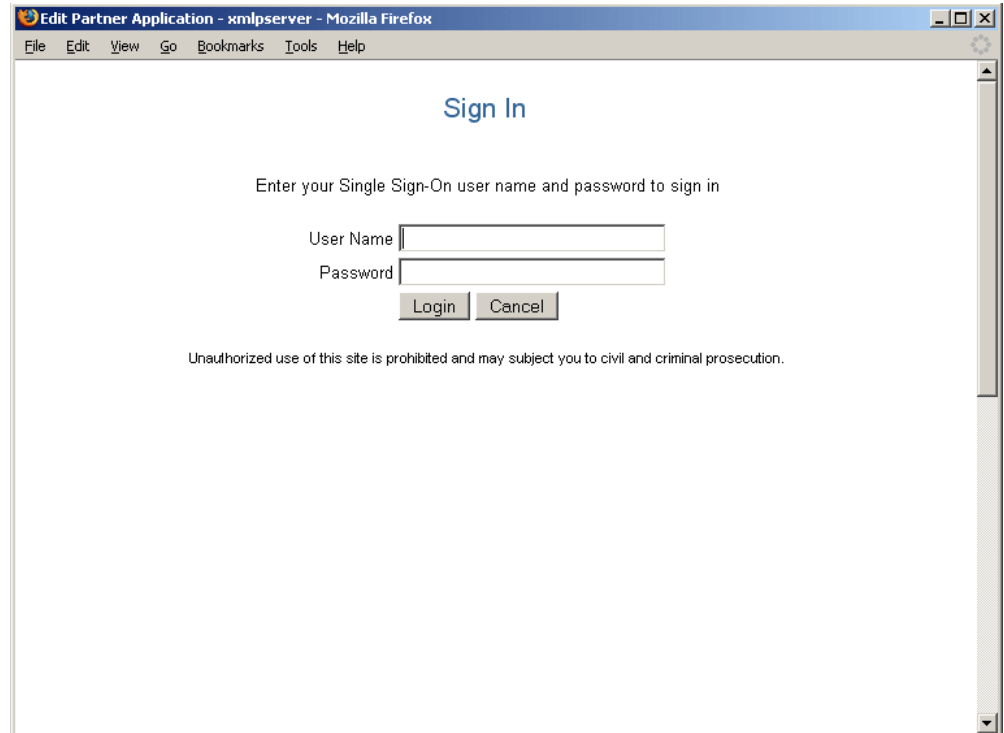 Edit Partner Application - xmlpserver - Mozilla Firefox
File Edit View Go Bookmarks Tools Help
Sign In
Enter your Single Sign-On user name and password to sign in
User Name
Password
Login Cancel
Unauthorized use of this site is prohibited and may subject you to civil and criminal prosecution.